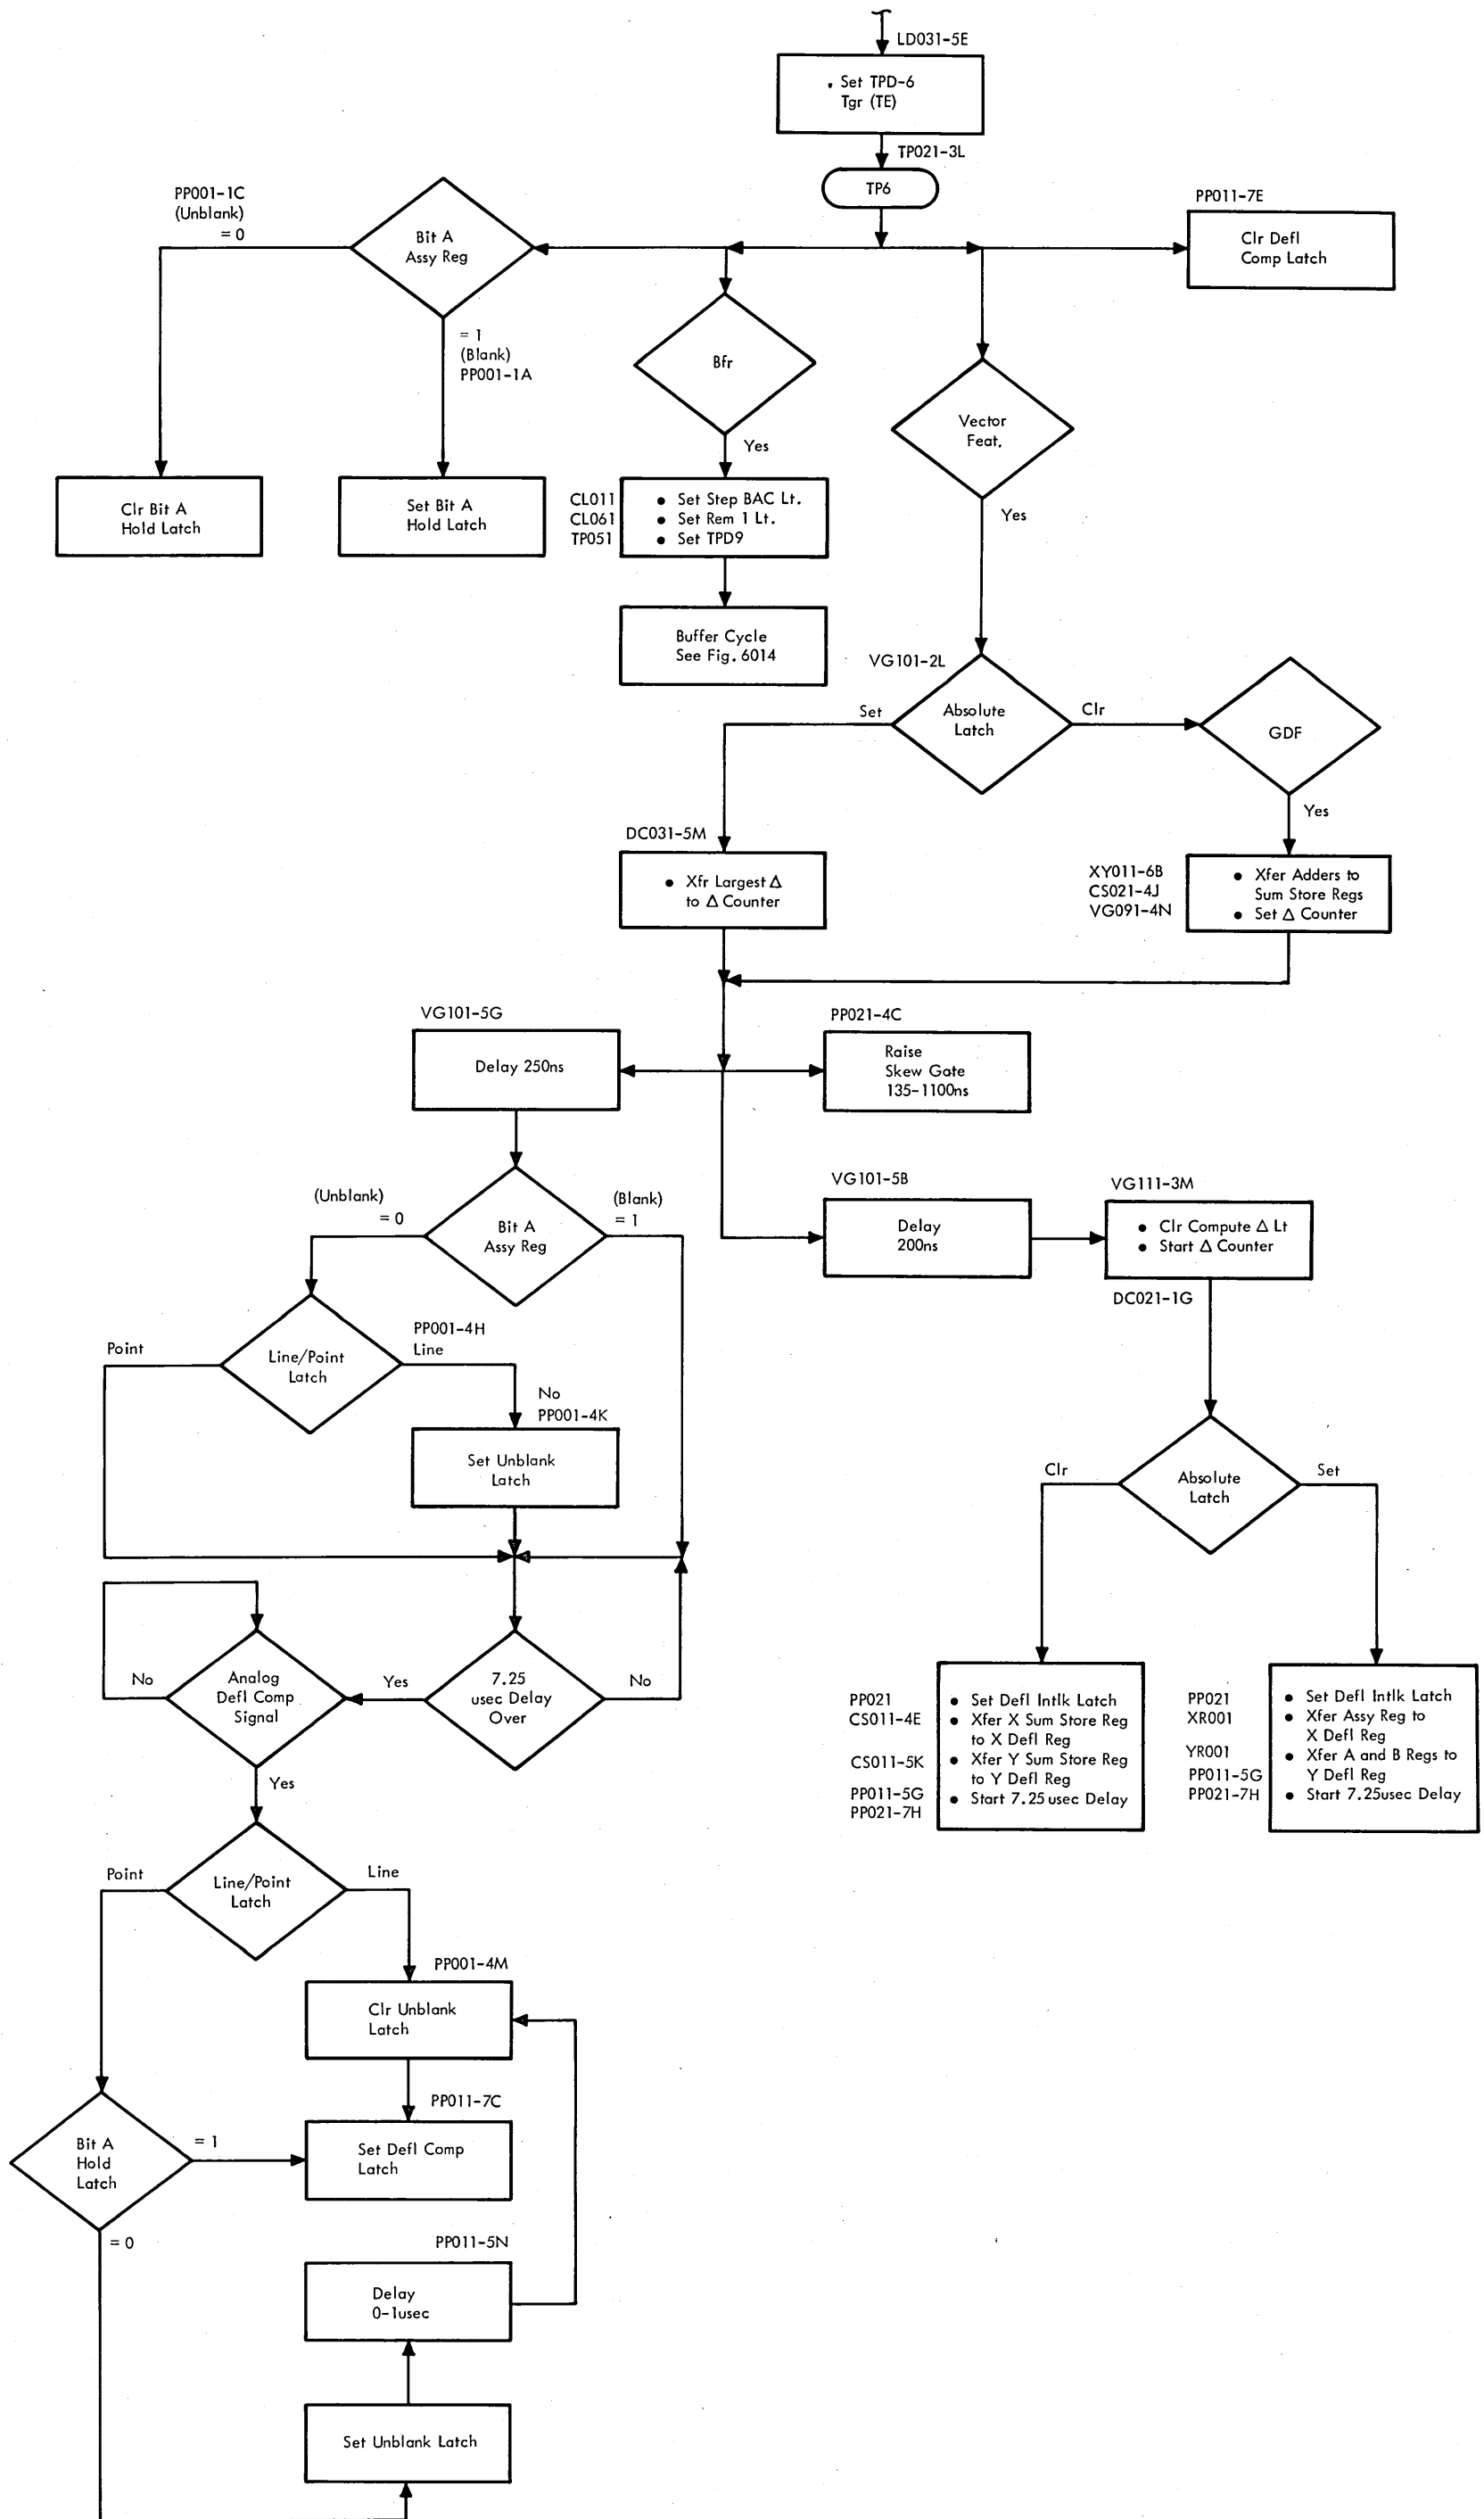 LD031-5E
Set TPD-6
Tgr (TE)
TP021-3L
TP6
PP001-1C
(Unblank)
= 0
Bit A
Assy Reg
PP011-7E
Clr Defl
Comp Latch
= 1
(Blank)
PP001-1A
Bfr
Yes
Vector
Feat.
Yes
Clr Bit A
Hold Latch
Set Bit A
Hold Latch
CL011
CL061
TP051
• Set Step BAC Lt.
• Set Rem 1 Lt.
• Set TPD9
Buffer Cycle
See Fig. 6014
VG101-2L
Set
Absolute
Latch
Clr
GDF
Yes
DC031-5M
• Xfr Largest Δ
to Δ Counter
XY011-6B
CS021-4J
VG091-4N
• Xfer Adders to
Sum Store Regs
• Set Δ Counter
VG101-5G
Delay 250ns
PP021-4C
Raise
Skew Gate
135-1100ns
VG101-5B
Delay
200ns
VG111-3M
• Clr Compute Δ Lt
• Start Δ Counter
DC021-1G
(Unblank)
= 0
Bit A
Assy Reg
(Blank)
= 1
Point
Line/Point
Latch
PP001-4H
Line
No
PP001-4K
Set Unblank
Latch
Clr
Absolute
Latch
Set
No
Analog
Defl Comp
Signal
Yes
7.25
usec Delay
Over
No
Yes
PP021
CS011-4E
CS011-5K
PP011-5G
PP021-7H
• Set Defl Intlk Latch
• Xfer X Sum Store Reg
to X Defl Reg
• Xfer Y Sum Store Reg
to Y Defl Reg
• Start 7.25 usec Delay
PP021
XR001
YR001
PP011-5G
PP021-7H
• Set Defl Intlk Latch
• Xfer Assy Reg to
X Defl Reg
• Xfer A and B Regs to
Y Defl Reg
• Start 7.25usec Delay
Point
Line/Point
Latch
Line
PP001-4M
Clr Unblank
Latch
PP011-7C
Set Defl Comp
Latch
Bit A
Hold
Latch
= 1
= 0
PP011-5N
Delay
0-1usec
Set Unblank Latch